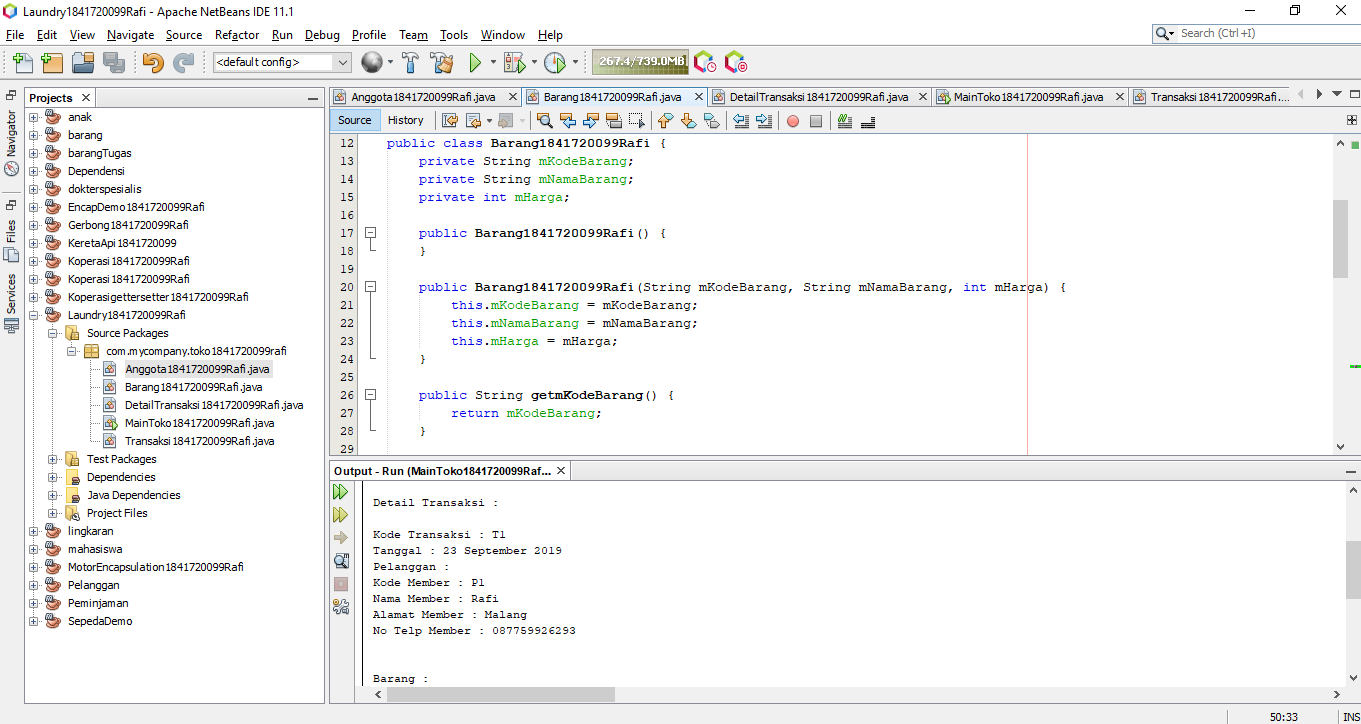 Laundry1841720099Rafi - Apache NetBeans IDE 11.1
File Edit View Navigate Source Refactor Run Debug Profile Team Tools Window Help
Search (Ctrl+I)
<default config>
267.4/739.0MB
Navigator
Files
Services
Projects
anak
barang
barangTugas
Dependensi
dokterspesialis
EncapDemo1841720099Rafi
Gerbong1841720099Rafi
KeretaApi1841720099
Koperasi1841720099Rafi
Koperasi1841720099Rafi
Koperasigettersetter1841720099Rafi
Laundry1841720099Rafi
Source Packages
com.mycompany.toko1841720099rafi
Anggota1841720099Rafi.java
Barang1841720099Rafi.java
DetailTransaksi1841720099Rafi.java
MainToko1841720099Rafi.java
Transaksi1841720099Rafi.java
Test Packages
Dependencies
Java Dependencies
Project Files
lingkaran
mahasiswa
MotorEncapsulation1841720099Rafi
Pelanggan
Peminjaman
SepedaDemo
Anggota1841720099Rafi.java Barang1841720099Rafi.java DetailTransaksi1841720099Rafi.java MainToko1841720099Rafi.java Transaksi1841720099Rafi....
Source History
12 public class Barang1841720099Rafi {
13 private String mKodeBarang;
14 private String mNamaBarang;
15 private int mHarga;
16
17 public Barang1841720099Rafi() {
18 }
19
20 public Barang1841720099Rafi(String mKodeBarang, String mNamaBarang, int mHarga) {
21 this.mKodeBarang = mKodeBarang;
22 this.mNamaBarang = mNamaBarang;
23 this.mHarga = mHarga;
24 }
25
26 public String getmKodeBarang() {
27 return mKodeBarang;
28 }
29
Output - Run (MainToko1841720099Raf...
Detail Transaksi :
Kode Transaksi : T1
Tanggal : 23 September 2019
Pelanggan :
Kode Member : P1
Nama Member : Rafi
Alamat Member : Malang
No Telp Member : 087759926293
Barang :
50:33 INS